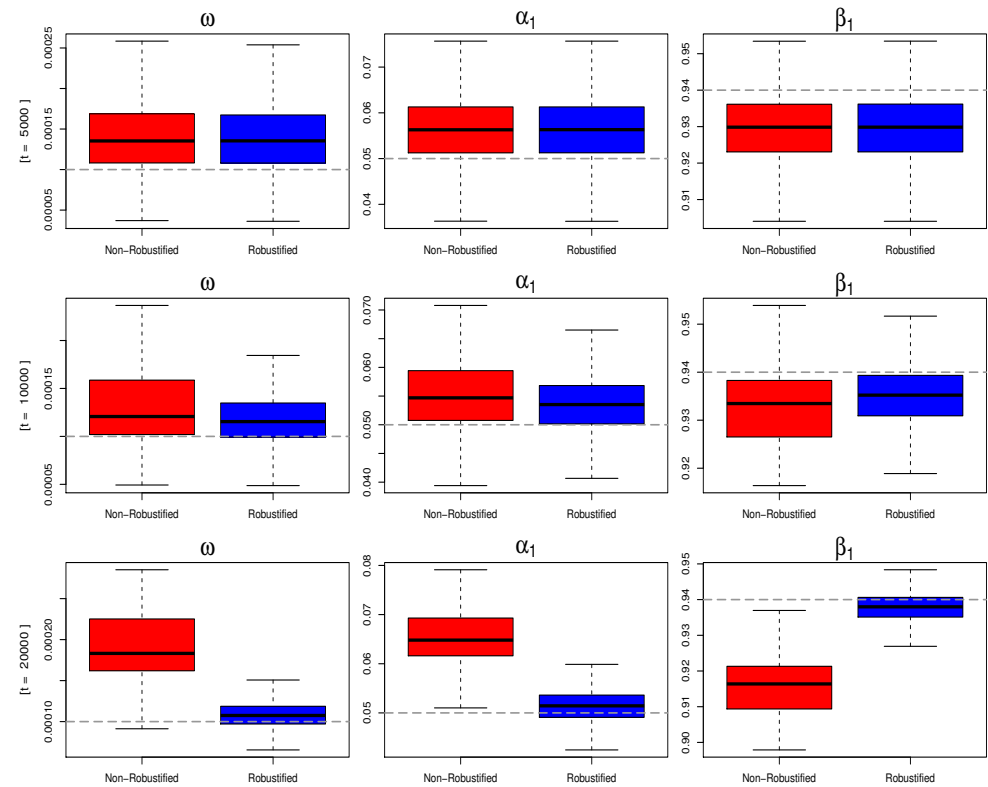 ω
α1
β1
[t = 5000 ]
0.00005
0.00015
0.00025
0.04
0.05
0.06
0.07
0.91
0.92
0.93
0.94
0.95
Non−Robustified
Robustified
Non−Robustified
Robustified
Non−Robustified
Robustified
ω
α1
β1
[t = 10000 ]
0.00005
0.00015
0.040
0.050
0.060
0.070
0.92
0.93
0.94
0.95
Non−Robustified
Robustified
Non−Robustified
Robustified
Non−Robustified
Robustified
ω
α1
β1
[t = 20000 ]
0.00010
0.00020
0.05
0.06
0.07
0.08
0.90
0.91
0.92
0.93
0.94
0.95
Non−Robustified
Robustified
Non−Robustified
Robustified
Non−Robustified
Robustified